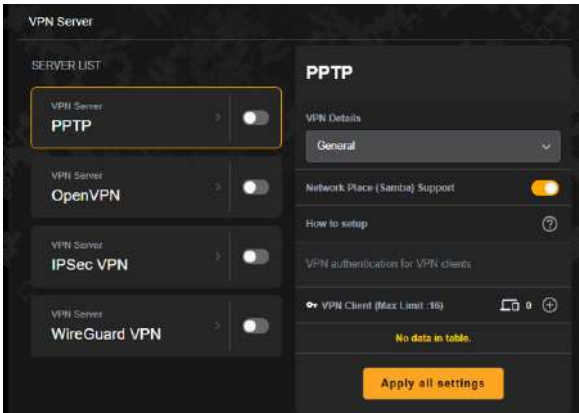 VPN Server
SERVER LIST
VPN Server
PPTP
VPN Server
OpenVPN
VPN Server
IPSec VPN
VPN Server
WireGuard VPN
PPTP
VPN Details
General
Network Place (Samba) Support
How to setup
VPN authentication for VPN clients
VPN Client (Max Limit :16)
0
No data in table.
Apply all settings